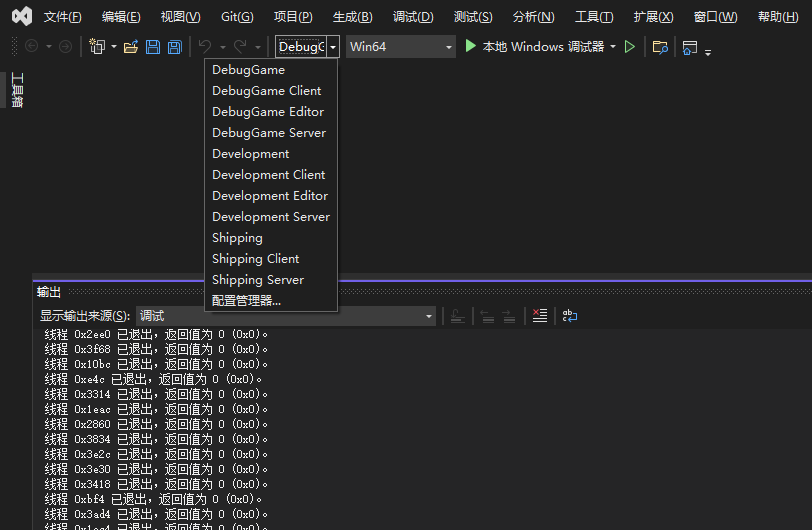 文件(F) 编辑(E) 视图(V) Git(G) 项目(P) 生成(B) 调试(D) 测试(S) 分析(N) 工具(T) 扩展(X) 窗口(W) 帮助(H)
DebugG Win64 本地 Windows 调试器
工具箱
DebugGame
DebugGame Client
DebugGame Editor
DebugGame Server
Development
Development Client
Development Editor
Development Server
Shipping
Shipping Client
Shipping Server
配置管理器...
输出
显示输出来源(S): 调试
线程 0x2ee0 已退出，返回值为 0 (0x0)。
线程 0x3f68 已退出，返回值为 0 (0x0)。
线程 0x10bc 已退出，返回值为 0 (0x0)。
线程 0xe4c 已退出，返回值为 0 (0x0)。
线程 0x3314 已退出，返回值为 0 (0x0)。
线程 0x1eac 已退出，返回值为 0 (0x0)。
线程 0x2860 已退出，返回值为 0 (0x0)。
线程 0x3834 已退出，返回值为 0 (0x0)。
线程 0x3e2c 已退出，返回值为 0 (0x0)。
线程 0x3e30 已退出，返回值为 0 (0x0)。
线程 0x3418 已退出，返回值为 0 (0x0)。
线程 0xbf4 已退出，返回值为 0 (0x0)。
线程 0x3ad4 已退出，返回值为 0 (0x0)。
线程 已退出，返回值为 0 (0x0)。